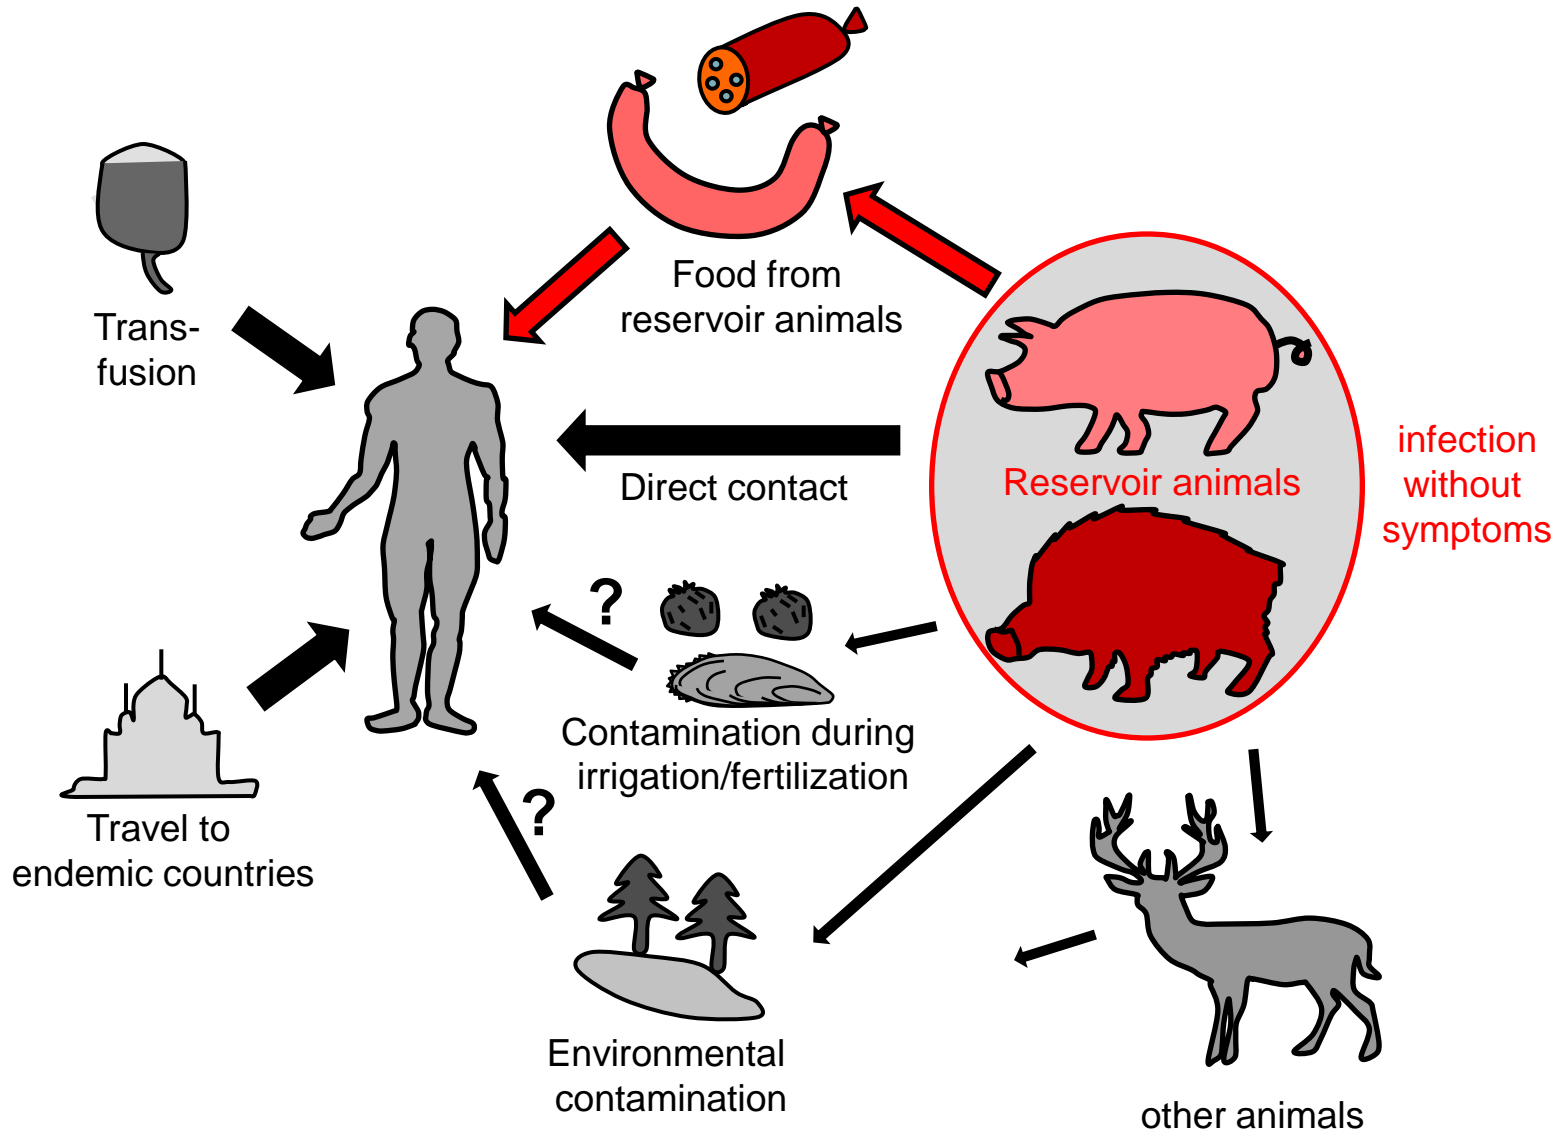 Food from
reservoir animals
Trans-
fusion
Direct contact
Reservoir animals
infection
without
symptoms
?
Contamination during
irrigation/fertilization
?
Travel to
endemic countries
Environmental
contamination
other animals